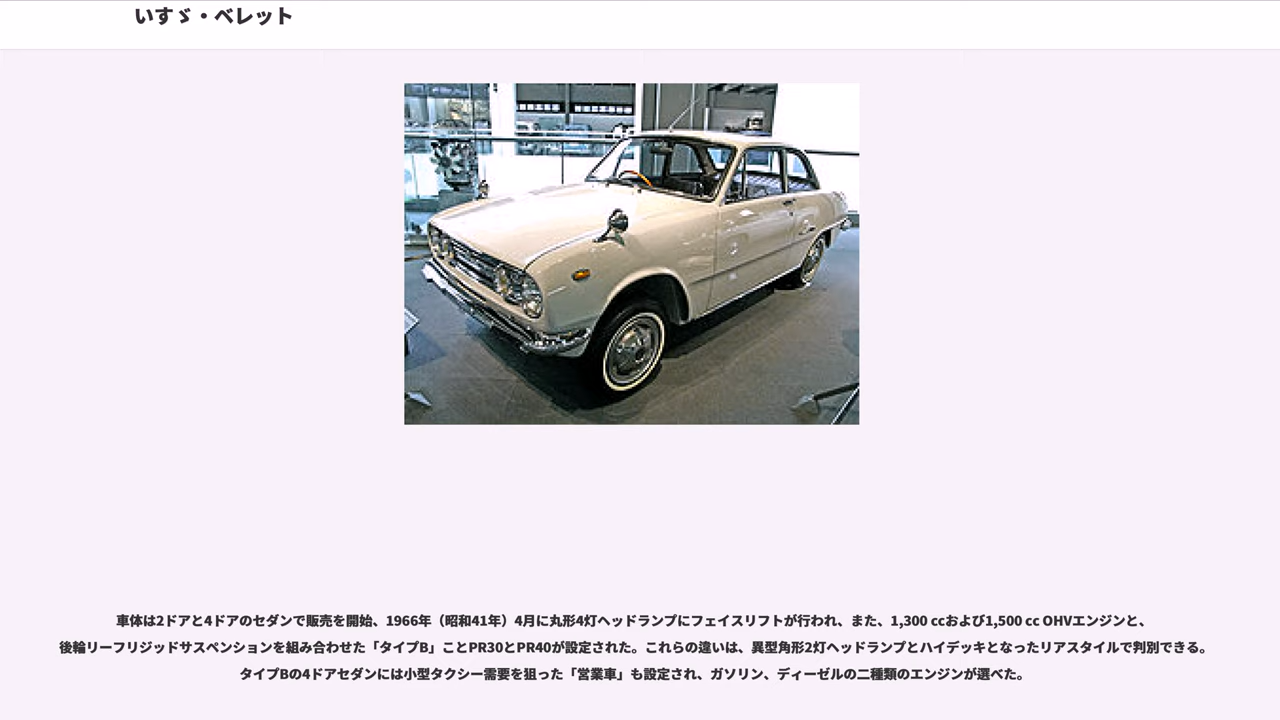 いすゞ・ベレット
車体は2ドアと4ドアのセダンで販売を開始、1966年（昭和41年）4月に丸形4灯ヘッドランプにフェイスリフトが行われ、また、1,300 ccおよび1,500 cc OHVエンジンと、
後輪リーフリジッドサスペンションを組み合わせた「タイプB」ことPR30とPR40が設定された。これらの違いは、異型角形2灯ヘッドランプとハイデッキとなったリアスタイルで判別できる。
タイプBの4ドアセダンには小型タクシー需要を狙った「営業車」も設定され、ガソリン、ディーゼルの二種類のエンジンが選べた。